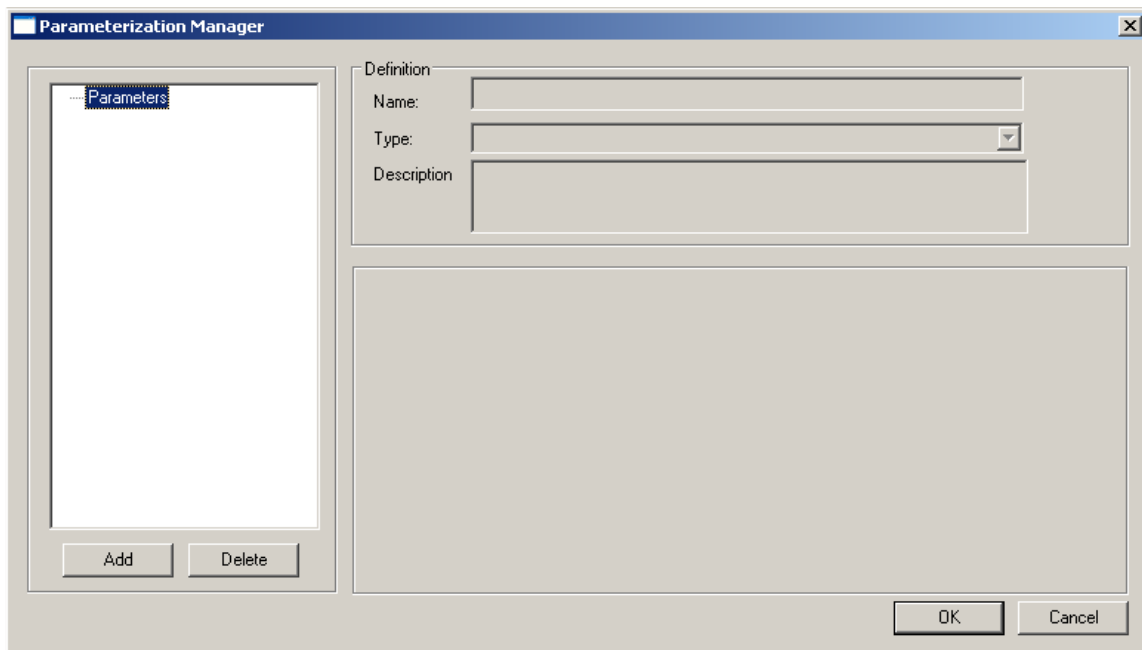 Parameterization Manager
Parameters
Add
Delete
Definition
Name:
Type:
Description
OK
Cancel